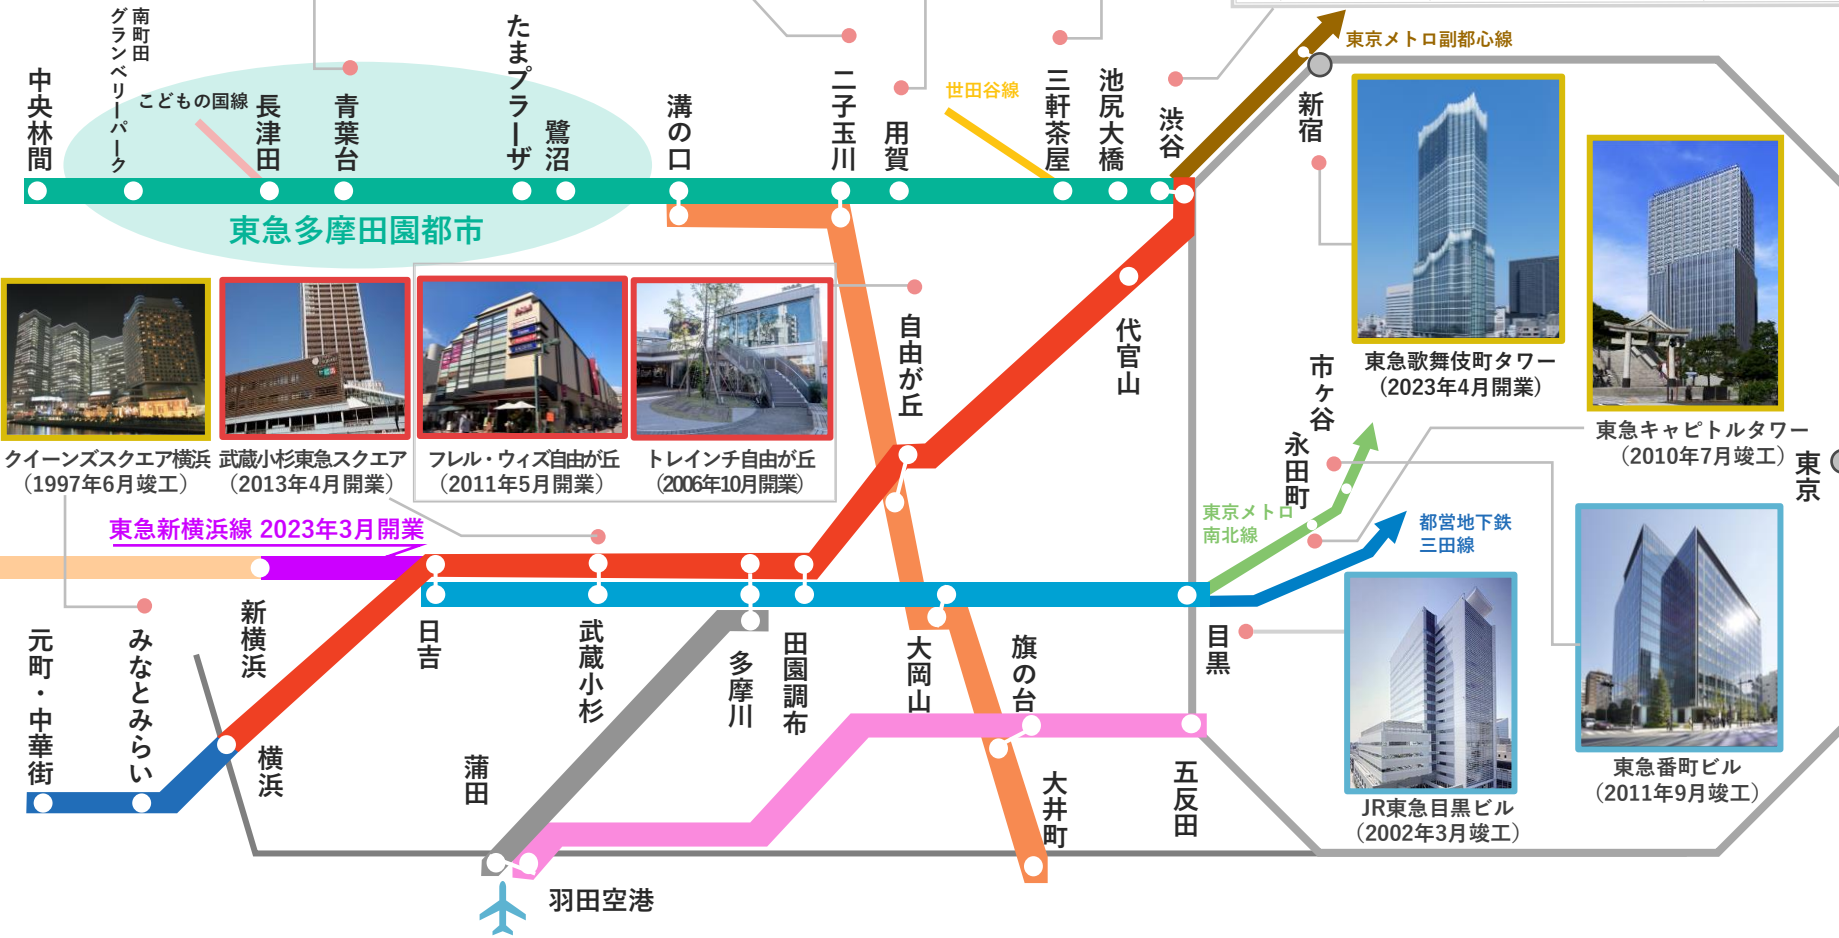 南町田
グランベリーパーク
中央林間
こどもの国線
長津田
青葉台
たまプラーザ
鷺沼
溝の口
二子玉川
用賀
世田谷線
三軒茶屋
池尻大橋
渋谷
東京メトロ副都心線
新宿
東急多摩田園都市
自由が丘
代官山
東急歌舞伎町タワー
（2023年4月開業）
市ヶ谷
永田町
東急キャピトルタワー
（2010年7月竣工）
東京
クイーンズスクエア横浜
（1997年6月竣工）
武蔵小杉東急スクエア
（2013年4月開業）
フレル・ウィズ自由が丘
（2011年5月開業）
トレインチ自由が丘
（2006年10月開業）
東急新横浜線 2023年3月開業
東京メトロ
南北線
都営地下鉄
三田線
新横浜
元町・中華街
みなとみらい
横浜
日吉
武蔵小杉
多摩川
田園調布
大岡山
旗の台
目黒
蒲田
大井町
五反田
羽田空港
JR東急目黒ビル
（2002年3月竣工）
東急番町ビル
（2011年9月竣工）